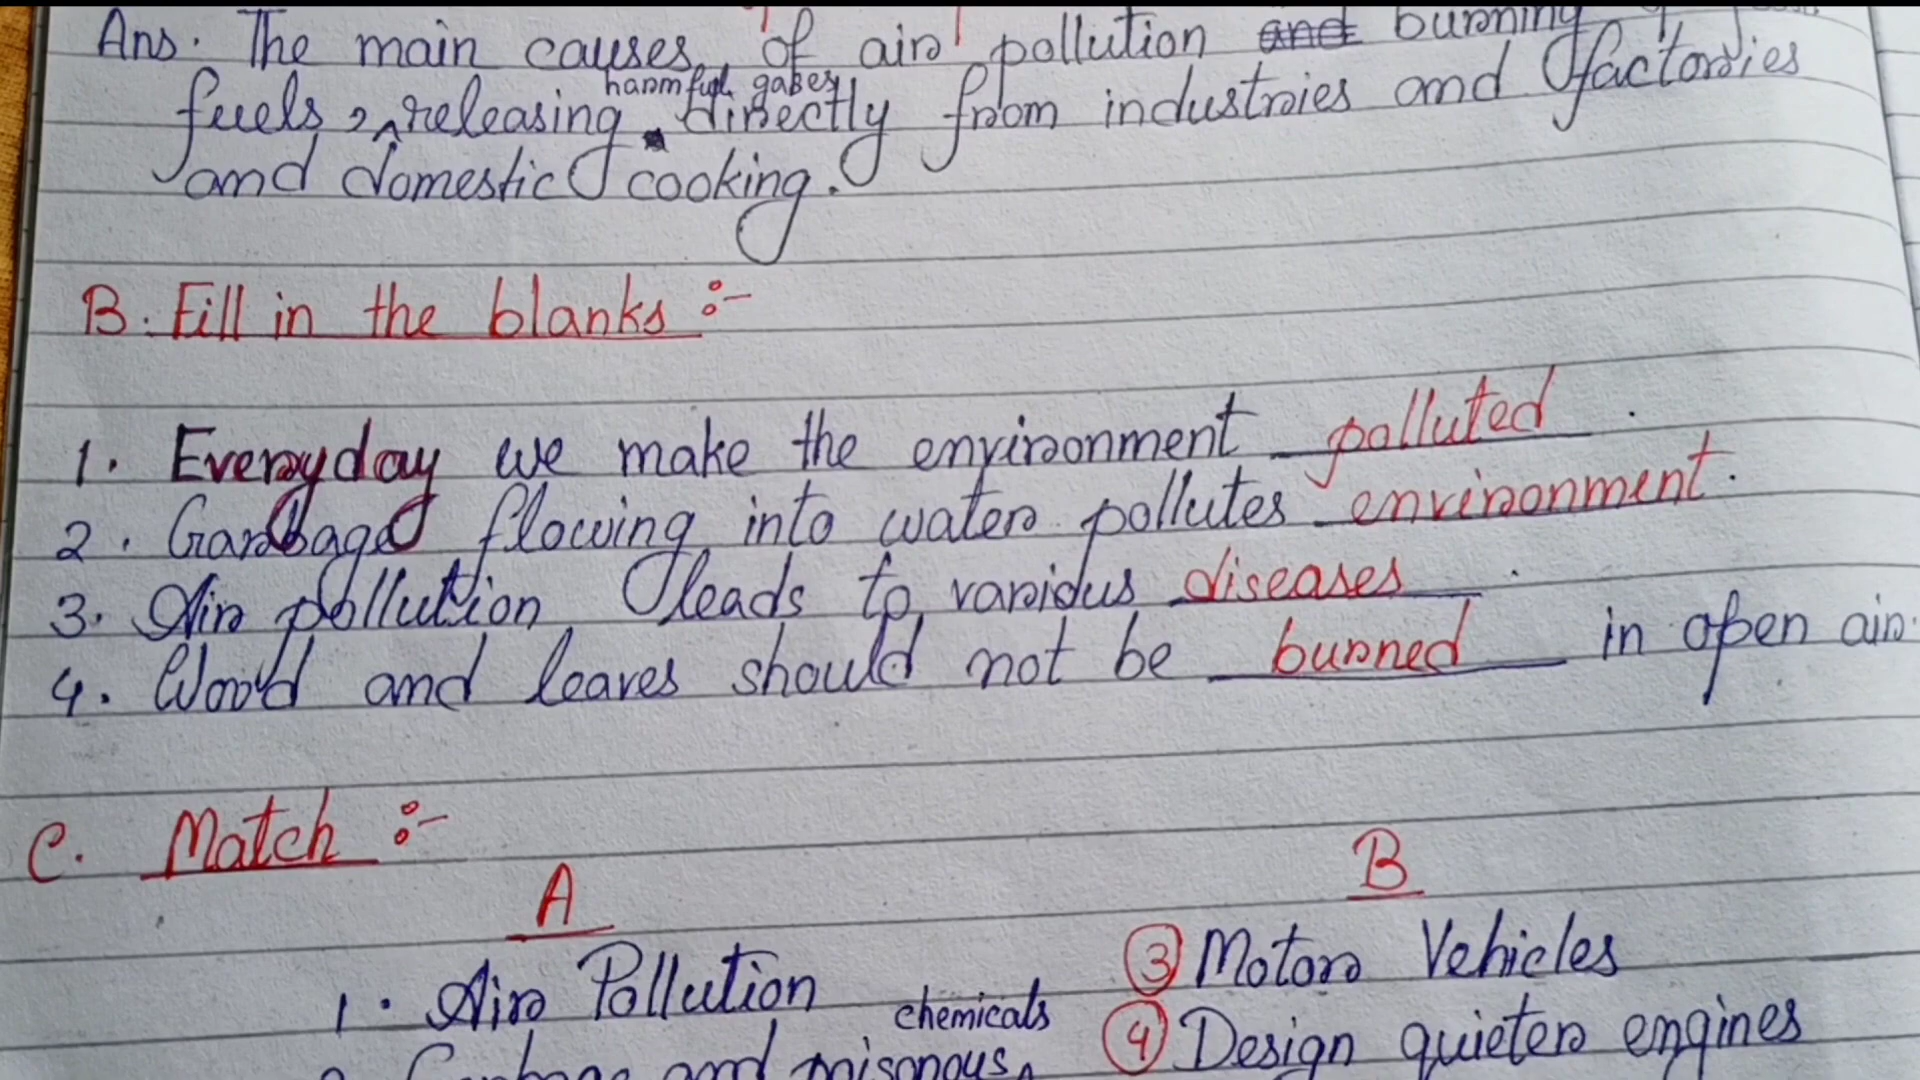 Ans. The main causes of air pollution and burning
fuels, releasing harmful gases directly from industries and factories
and domestic cooking.
B. Fill in the blanks :-
1. Everyday we make the environment polluted.
2. Garbage flowing into water pollutes environment.
3. Air pollution leads to various diseases.
4. Wood and leaves should not be burned in open air.
C. Match :-
A B
1. Air Pollution 3 Motor Vehicles
chemicals
and poisonous 4 Design quieter engines